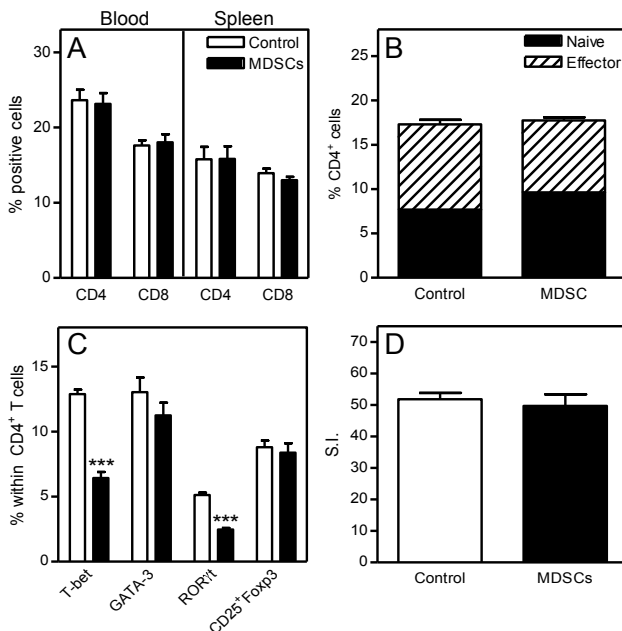 Blood Spleen
A
Control
MDSCs
30
20
10
0
% positive cells
CD4 CD8 CD4 CD8
B
Naive
Effector
25
20
15
10
5
0
% CD4⁺ cells
Control MDSC
C
15
10
5
0
% within CD4⁺ T cells
***
***
T-bet
GATA-3
RORγt
CD25⁺Foxp3
D
70
60
50
40
30
20
10
0
S.I.
Control MDSCs